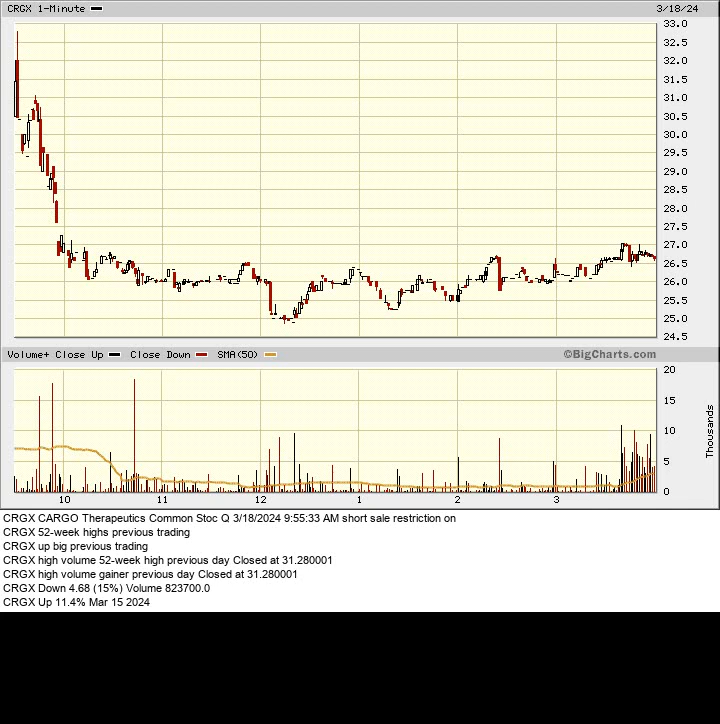 CRGX 1-Minute 3/18/24
33.0
32.5
32.0
31.5
31.0
30.5
30.0
29.5
29.0
28.5
28.0
27.5
27.0
26.5
26.0
25.5
25.0
24.5
Volume+ Close Up Close Down SMA(50) ©BigCharts.com
20
15
10
5
0
Thousands
10 11 12 1 2 3
CRGX CARGO Therapeutics Common Stoc Q 3/18/2024 9:55:33 AM short sale restriction on
CRGX 52-week highs previous trading
CRGX up big previous trading
CRGX high volume 52-week high previous day Closed at 31.280001
CRGX high volume gainer previous day Closed at 31.280001
CRGX Down 4.68 (15%) Volume 823700.0
CRGX Up 11.4% Mar 15 2024